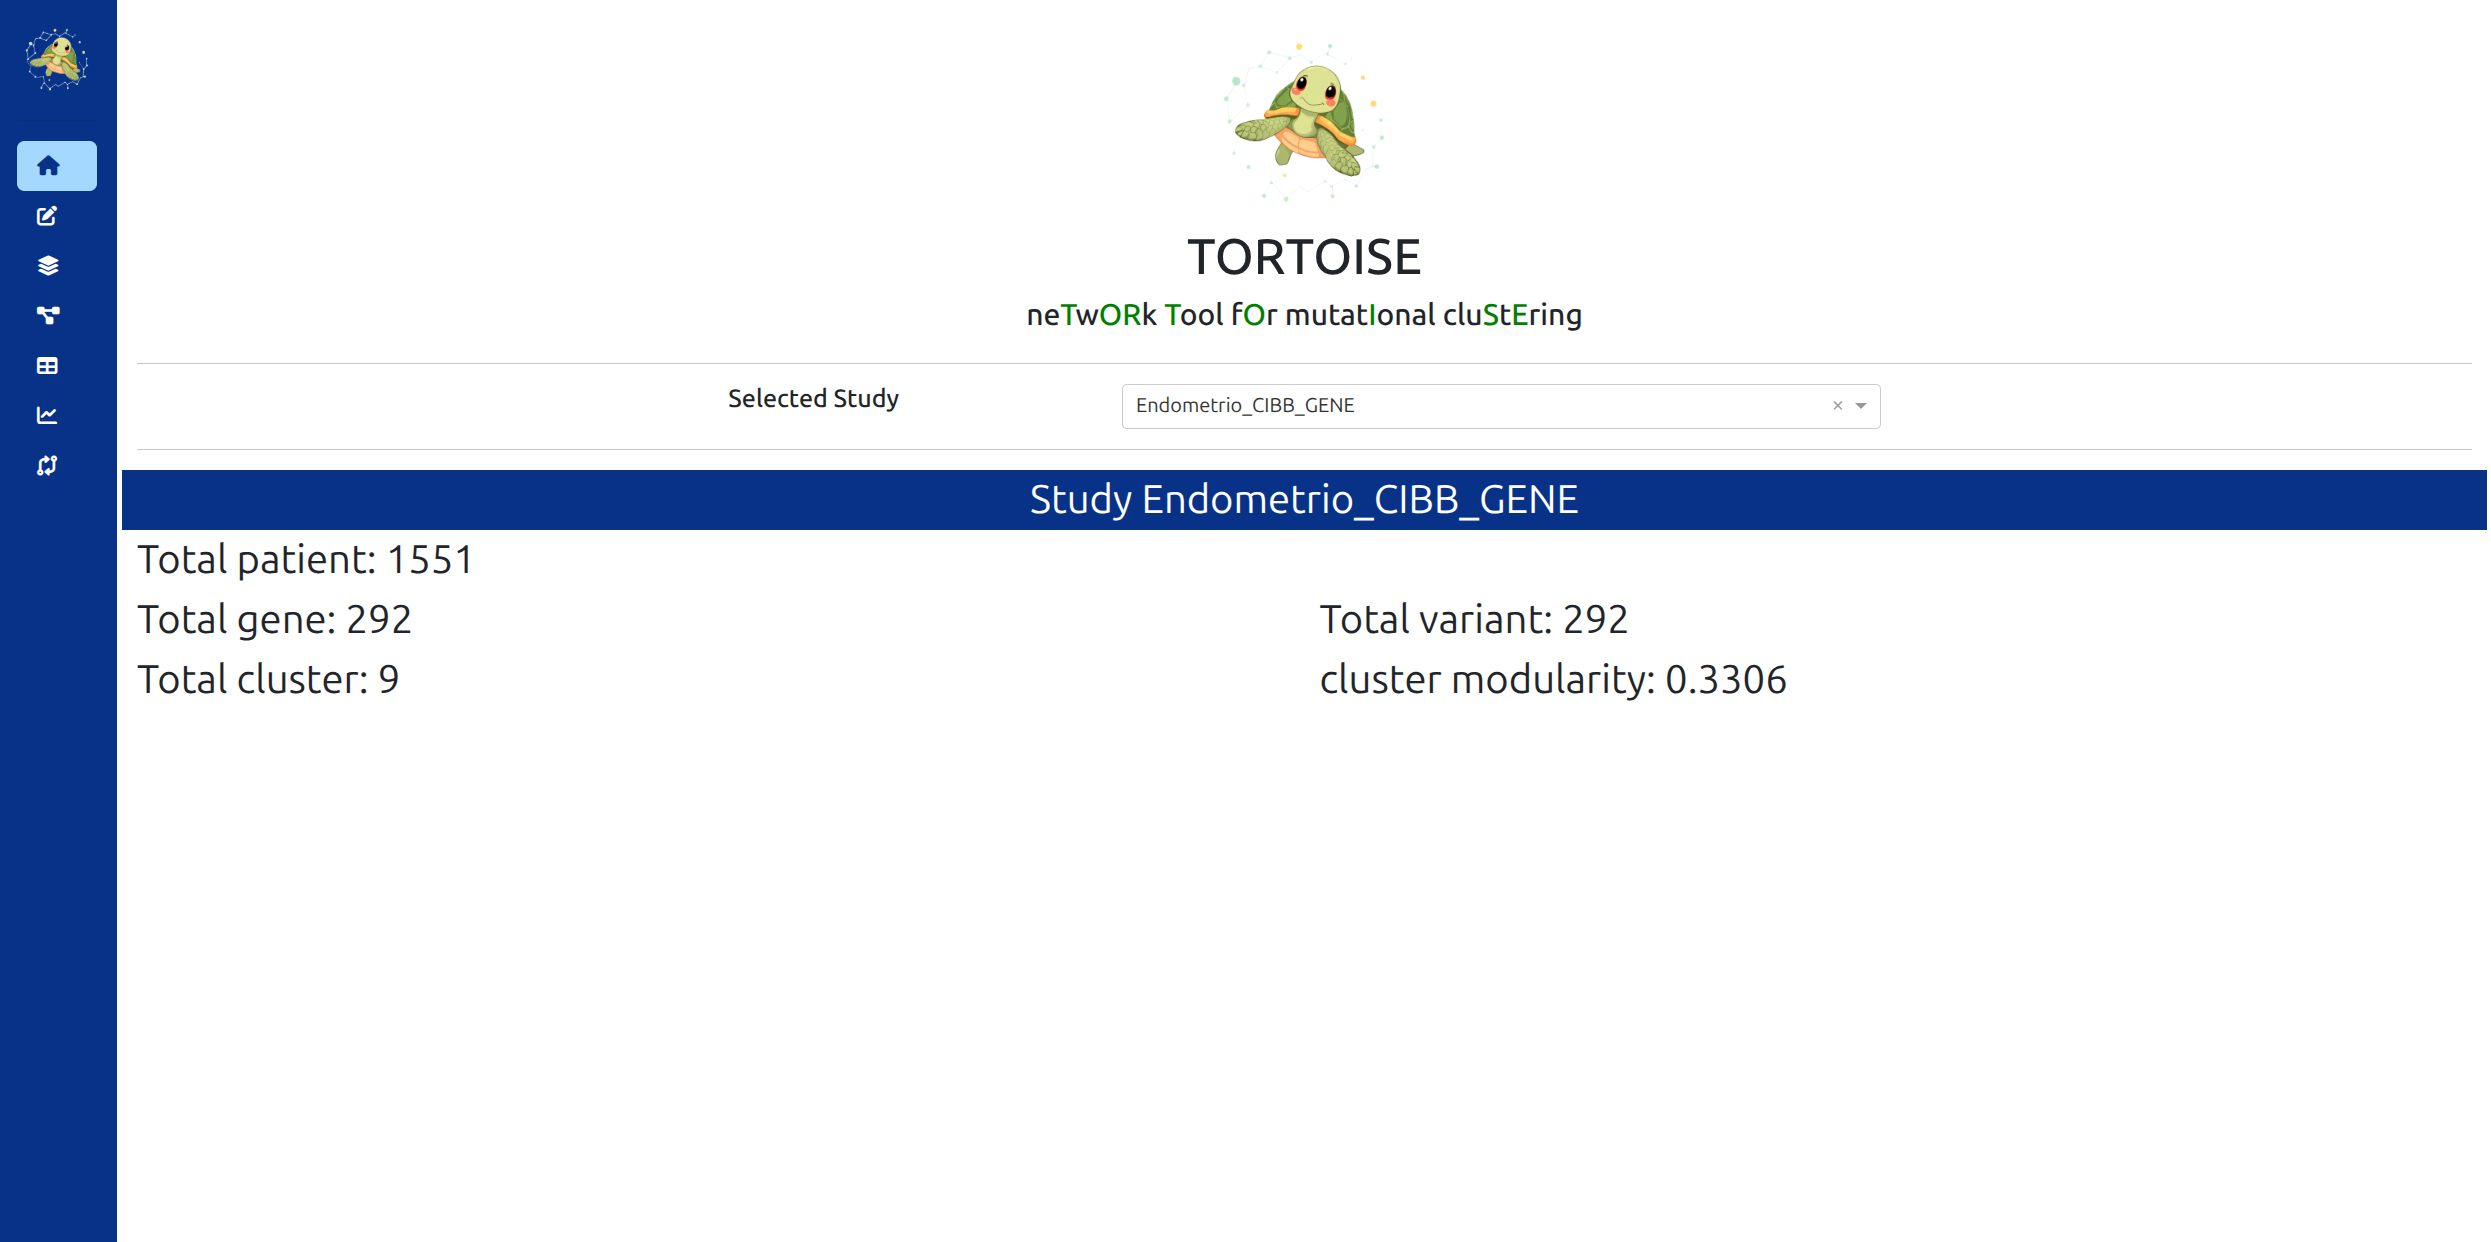 TORTOISE
neTwORk Tool fOr mutatIonal cluStEring
Selected Study
Endometrio_CIBB_GENE
×
Study Endometrio_CIBB_GENE
Total patient: 1551
Total gene: 292
Total variant: 292
Total cluster: 9
cluster modularity: 0.3306